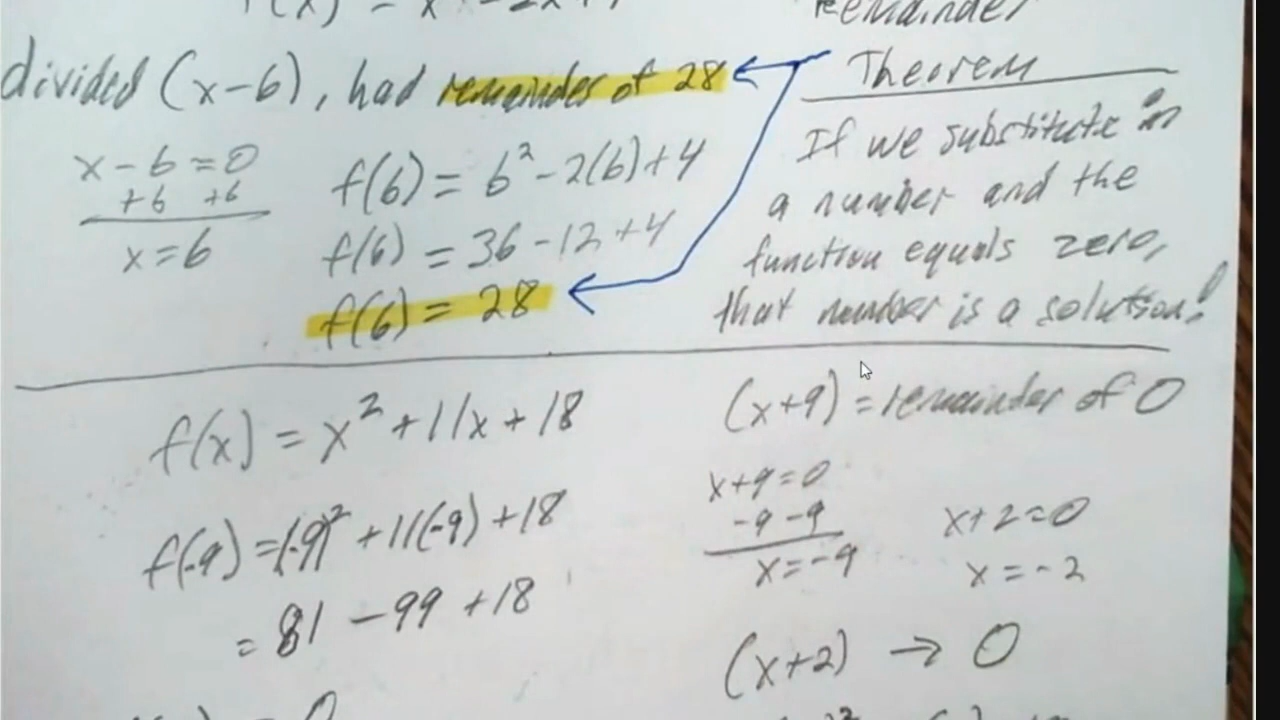 remainder
divided (x-6), had remainder of 28
Theorem
x-6=0
+6 +6
x=6
f(6) = 6²-2(6)+4
f(6) = 36-12+4
f(6) = 28
If we substitute in
a number and the
function equals zero,
that number is a solution!
f(x) = x²+11x+18
f(-9) =(-9)²+11(-9)+18
= 81 -99 +18
(x+9) = remainder of 0
x+9=0
-9 -9
x=-9
x+2=0
x=-2
(x+2) → 0